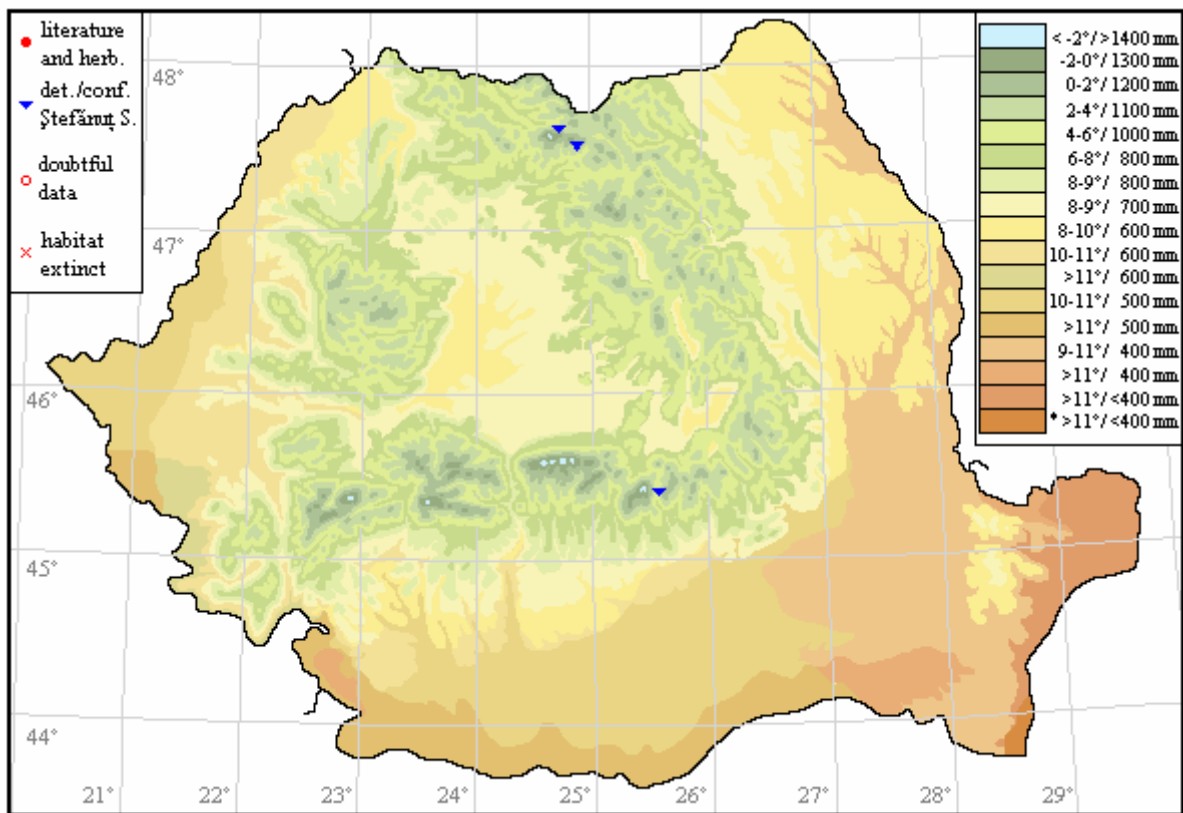 literature
and herb.
det./conf.
Ștefănuț S.
doubtful
data
habitat
extinct
< -2°/>1400 mm
-2-0°/1300 mm
0-2°/1200 mm
2-4°/1100 mm
4-6°/1000 mm
6-8°/ 800 mm
8-9°/ 800 mm
8-9°/ 700 mm
8-10°/ 600 mm
10-11°/ 600 mm
>11°/ 600 mm
10-11°/ 500 mm
>11°/ 500 mm
9-11°/ 400 mm
>11°/ 400 mm
>11°/<400 mm
* >11°/<400 mm
48°
47°
46°
45°
44°
21° 22° 23° 24° 25° 26° 27° 28° 29°